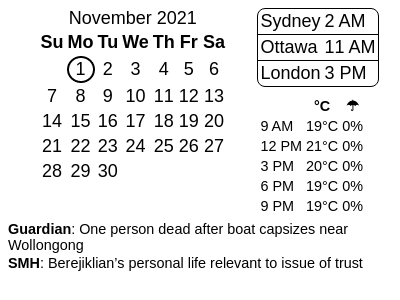 November 2021
Su Mo Tu We Th Fr Sa
1 2 3 4 5 6
7 8 9 10 11 12 13
14 15 16 17 18 19 20
21 22 23 24 25 26 27
28 29 30
Sydney 2 AM
Ottawa 11 AM
London 3 PM
°C ☂
9 AM 19°C 0%
12 PM 21°C 0%
3 PM 20°C 0%
6 PM 19°C 0%
9 PM 19°C 0%
Guardian: One person dead after boat capsizes near
Wollongong
SMH: Berejiklian’s personal life relevant to issue of trust